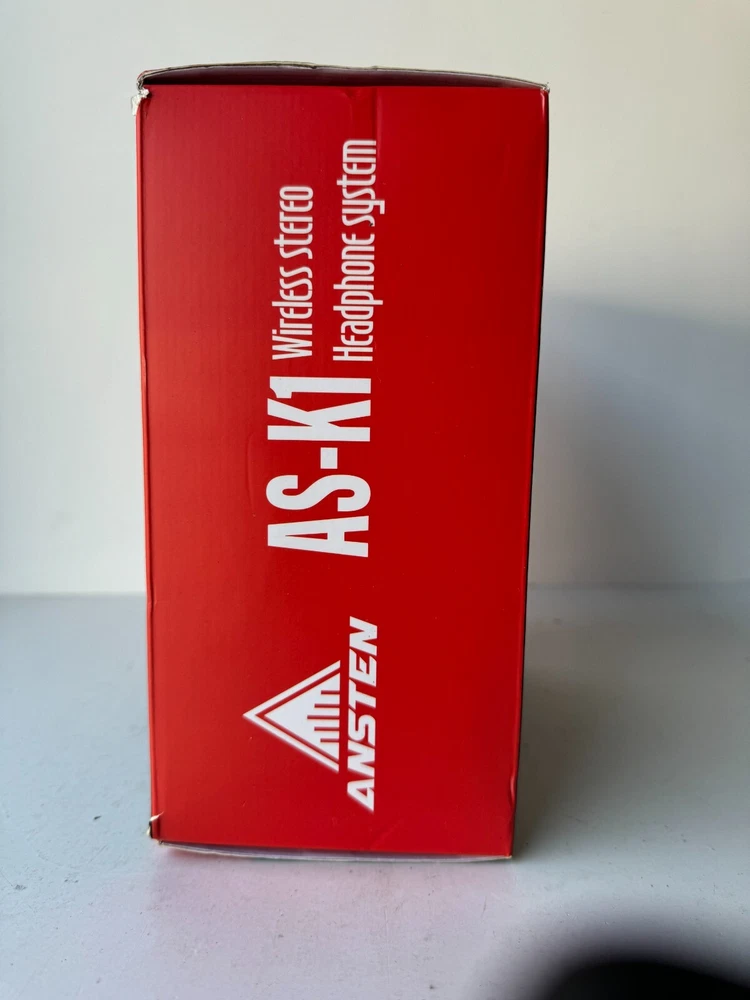 ANSTEN
AS-K1
Wireless stereo
Headphone system